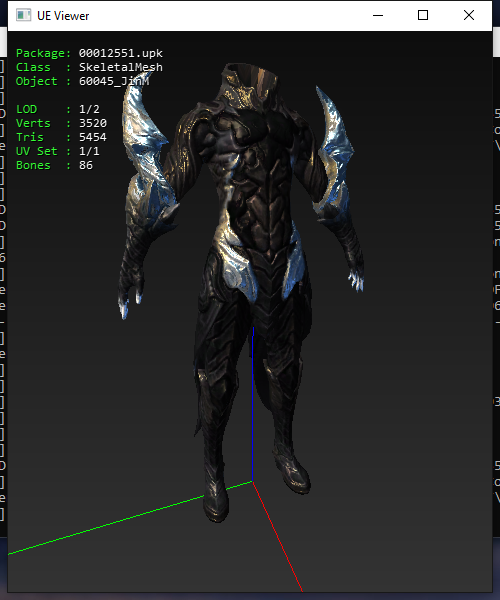 UE Viewer
Package: 00012551.upk
Class : SkeletalMesh
Object : 60045_JinM
LOD : 1/2
Verts : 3520
Tris : 5454
UV Set : 1/1
Bones : 86